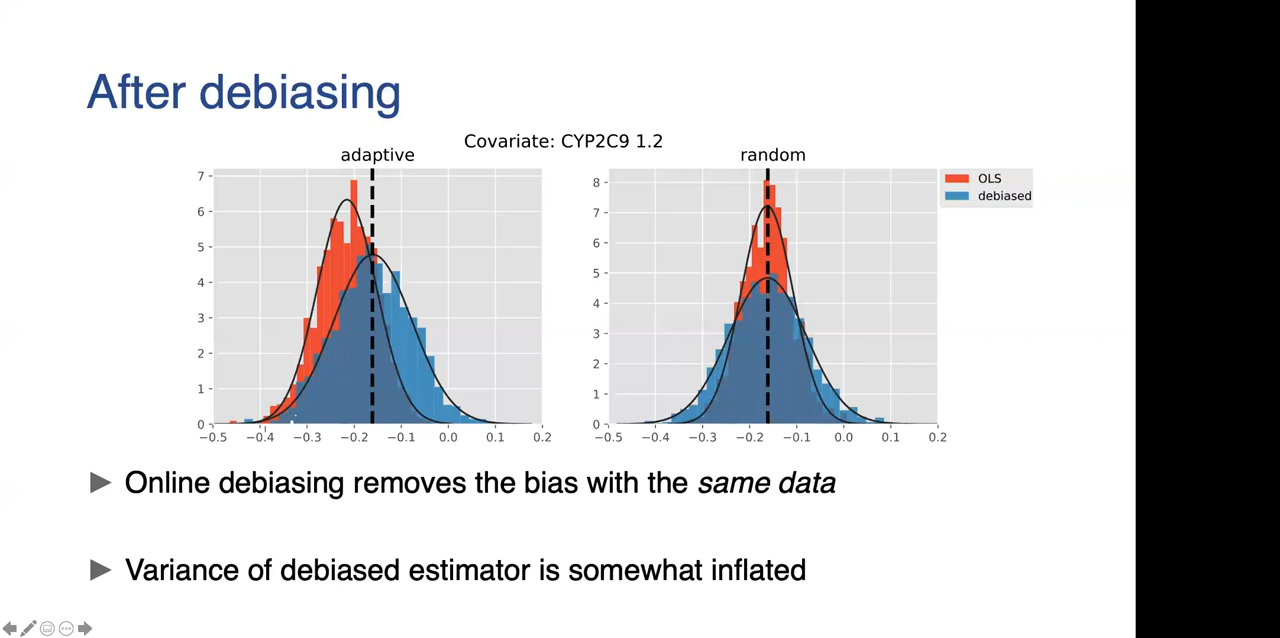 After debiasing
Covariate: CYP2C9 1.2
adaptive
7
6
5
4
3
2
1
0
−0.5 −0.4 −0.3 −0.2 −0.1 0.0 0.1 0.2
random
8
7
6
5
4
3
2
1
0
−0.5 −0.4 −0.3 −0.2 −0.1 0.0 0.1 0.2
OLS
debiased
Online debiasing removes the bias with the same data
Variance of debiased estimator is somewhat inflated